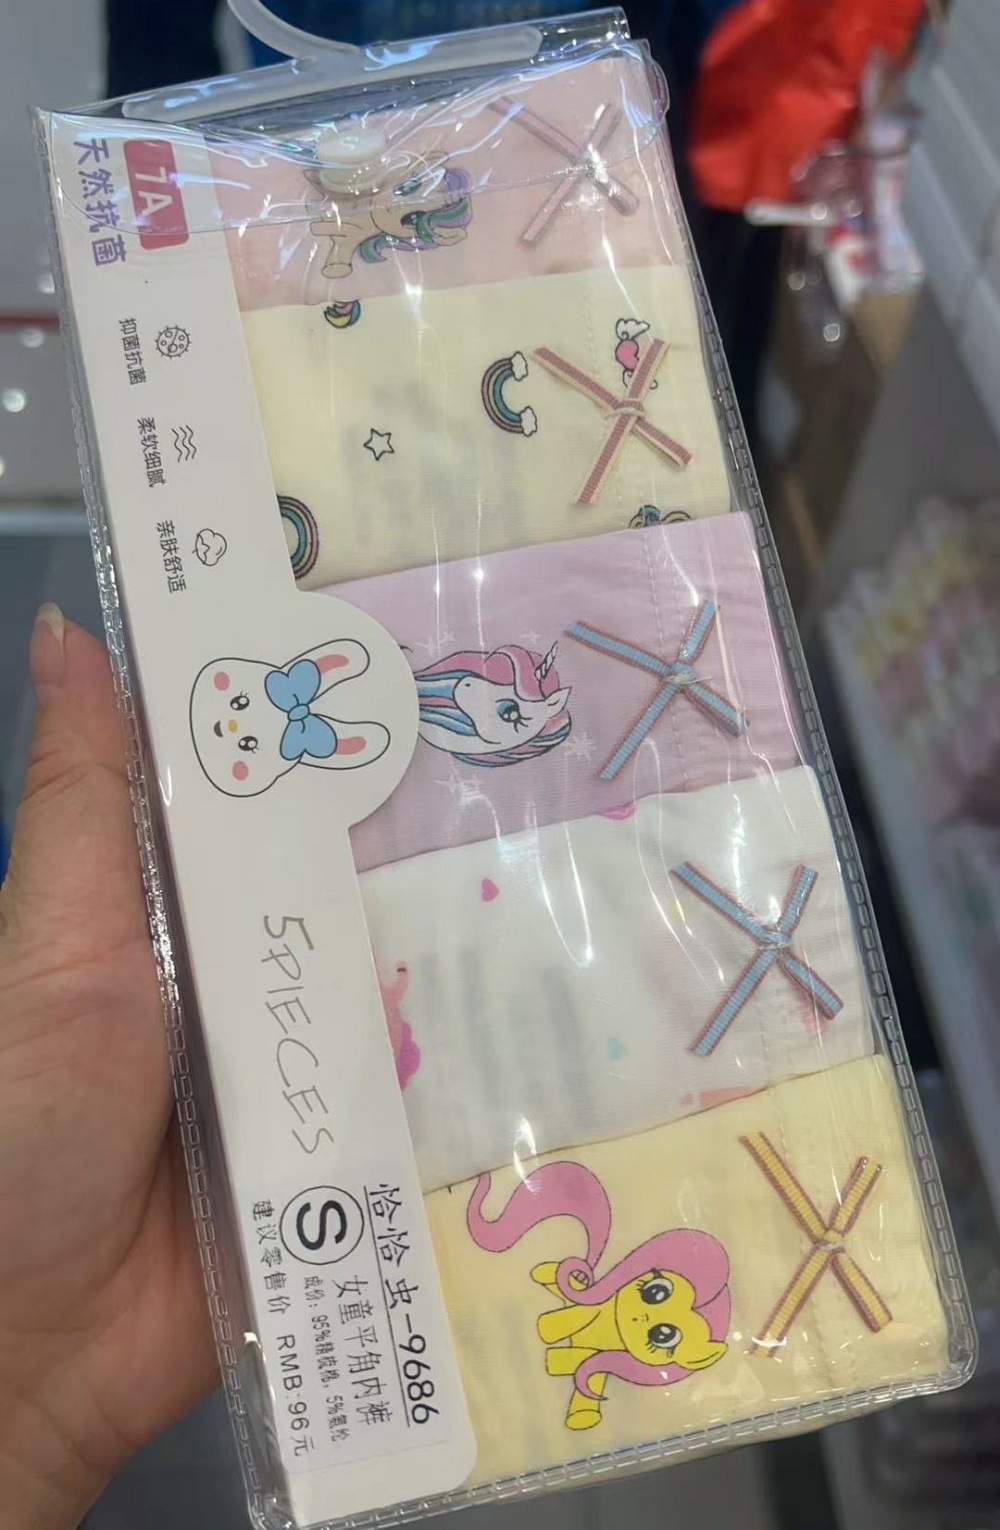 7A
天然抗菌
抑菌抗菌
柔软细腻
亲肤舒适
5PIECES
恰恰虫-9686
女童平角内裤
成份：95%精梳棉，5%氨纶
S
建议零售价 RMB:96元